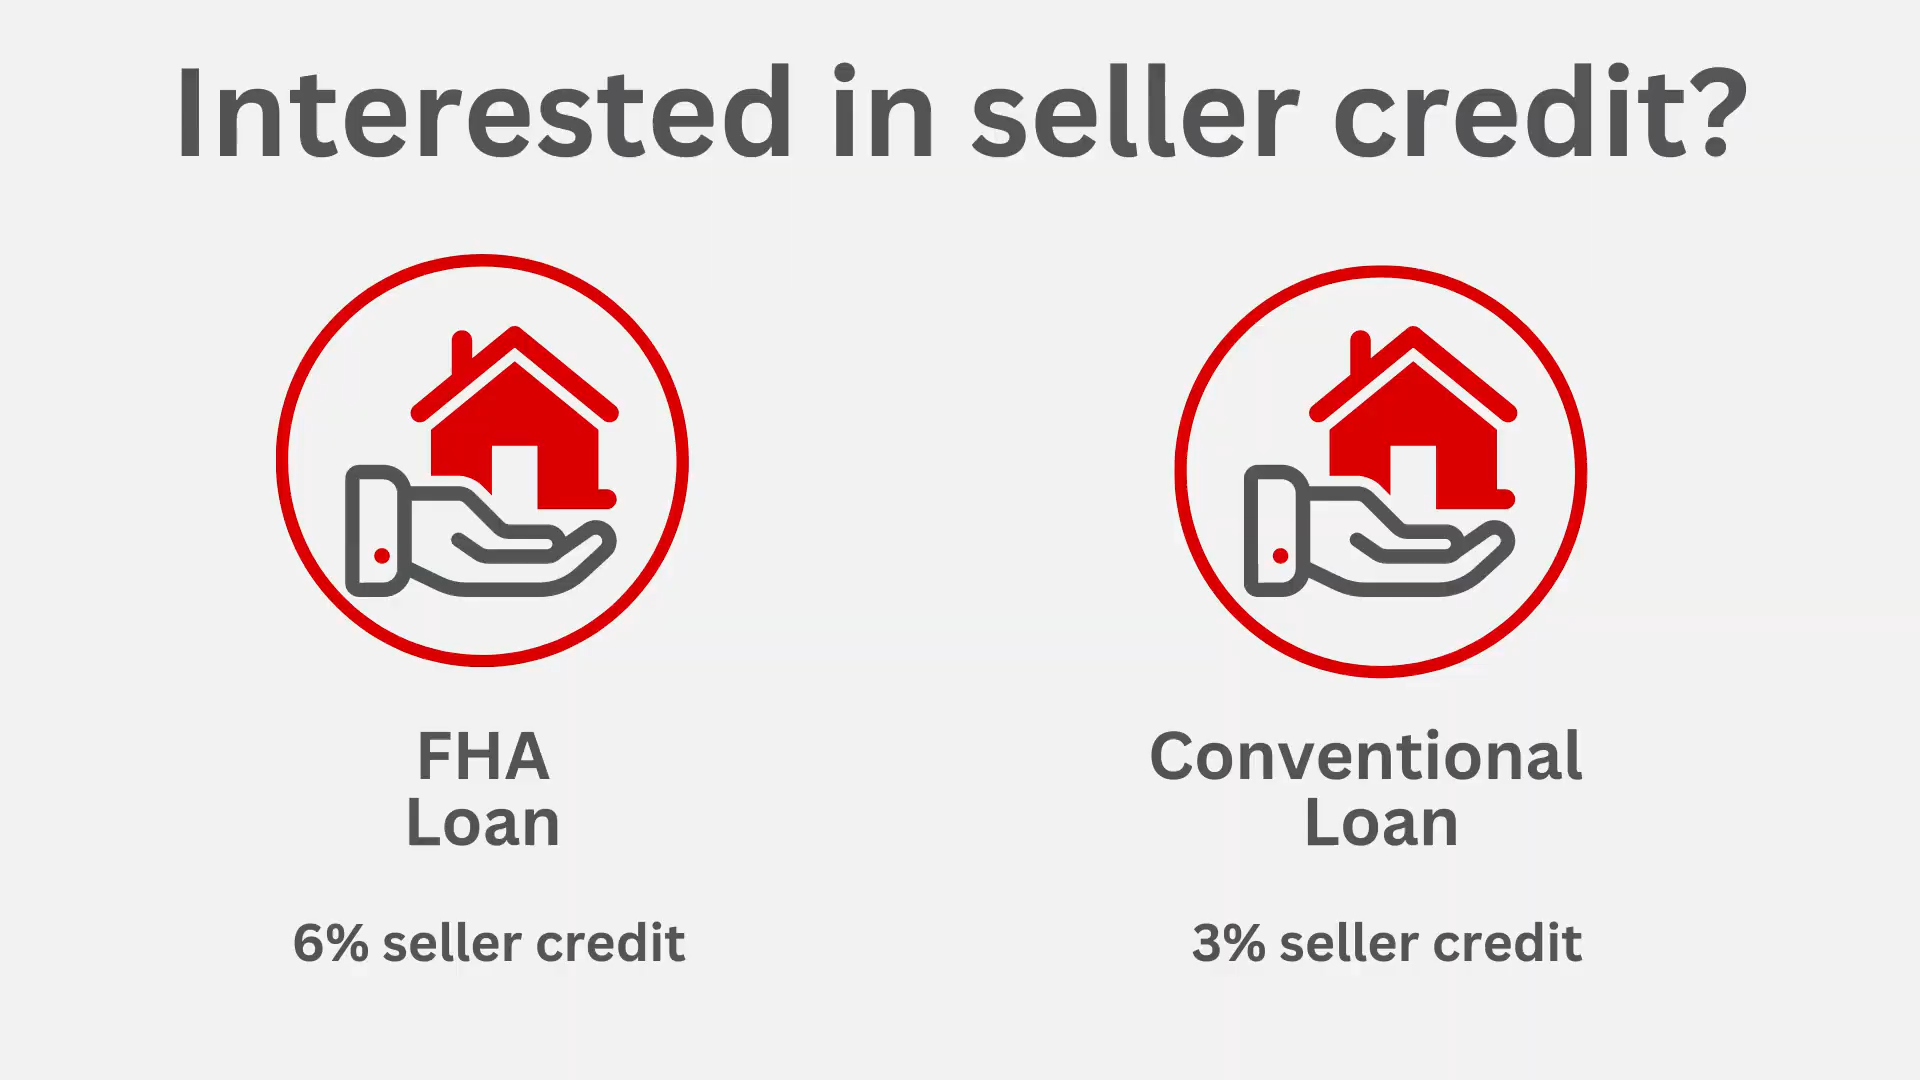 Interested in seller credit?
FHA
Loan
6% seller credit
Conventional
Loan
3% seller credit